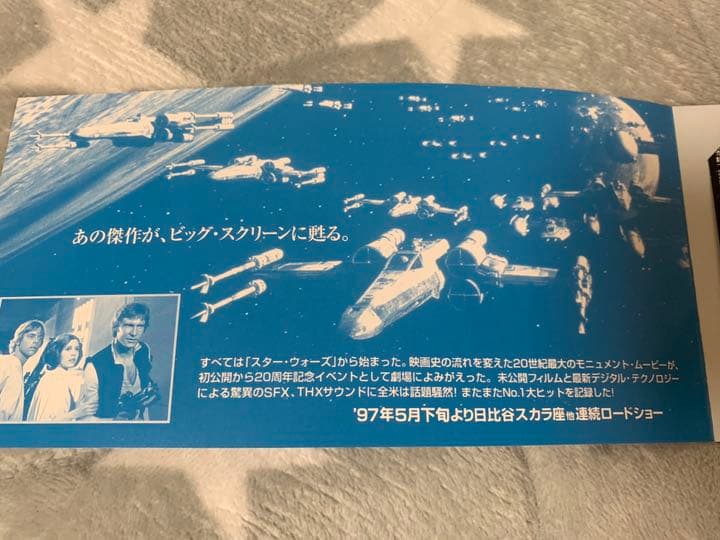 あの傑作が、ビッグ・スクリーンに甦る。
すべては「スター・ウォーズ」から始まった。映画史の流れを変えた20世紀最大のモニュメント・ムービーが、
初公開から20周年記念イベントとして劇場によみがえった。未公開フィルムと最新デジタル・テクノロジー
による驚異のSFX、THXサウンドに全米は話題騒然! またまたNo.1大ヒットを記録した!
'97年5月下旬より日比谷スカラ座他連続ロードショー